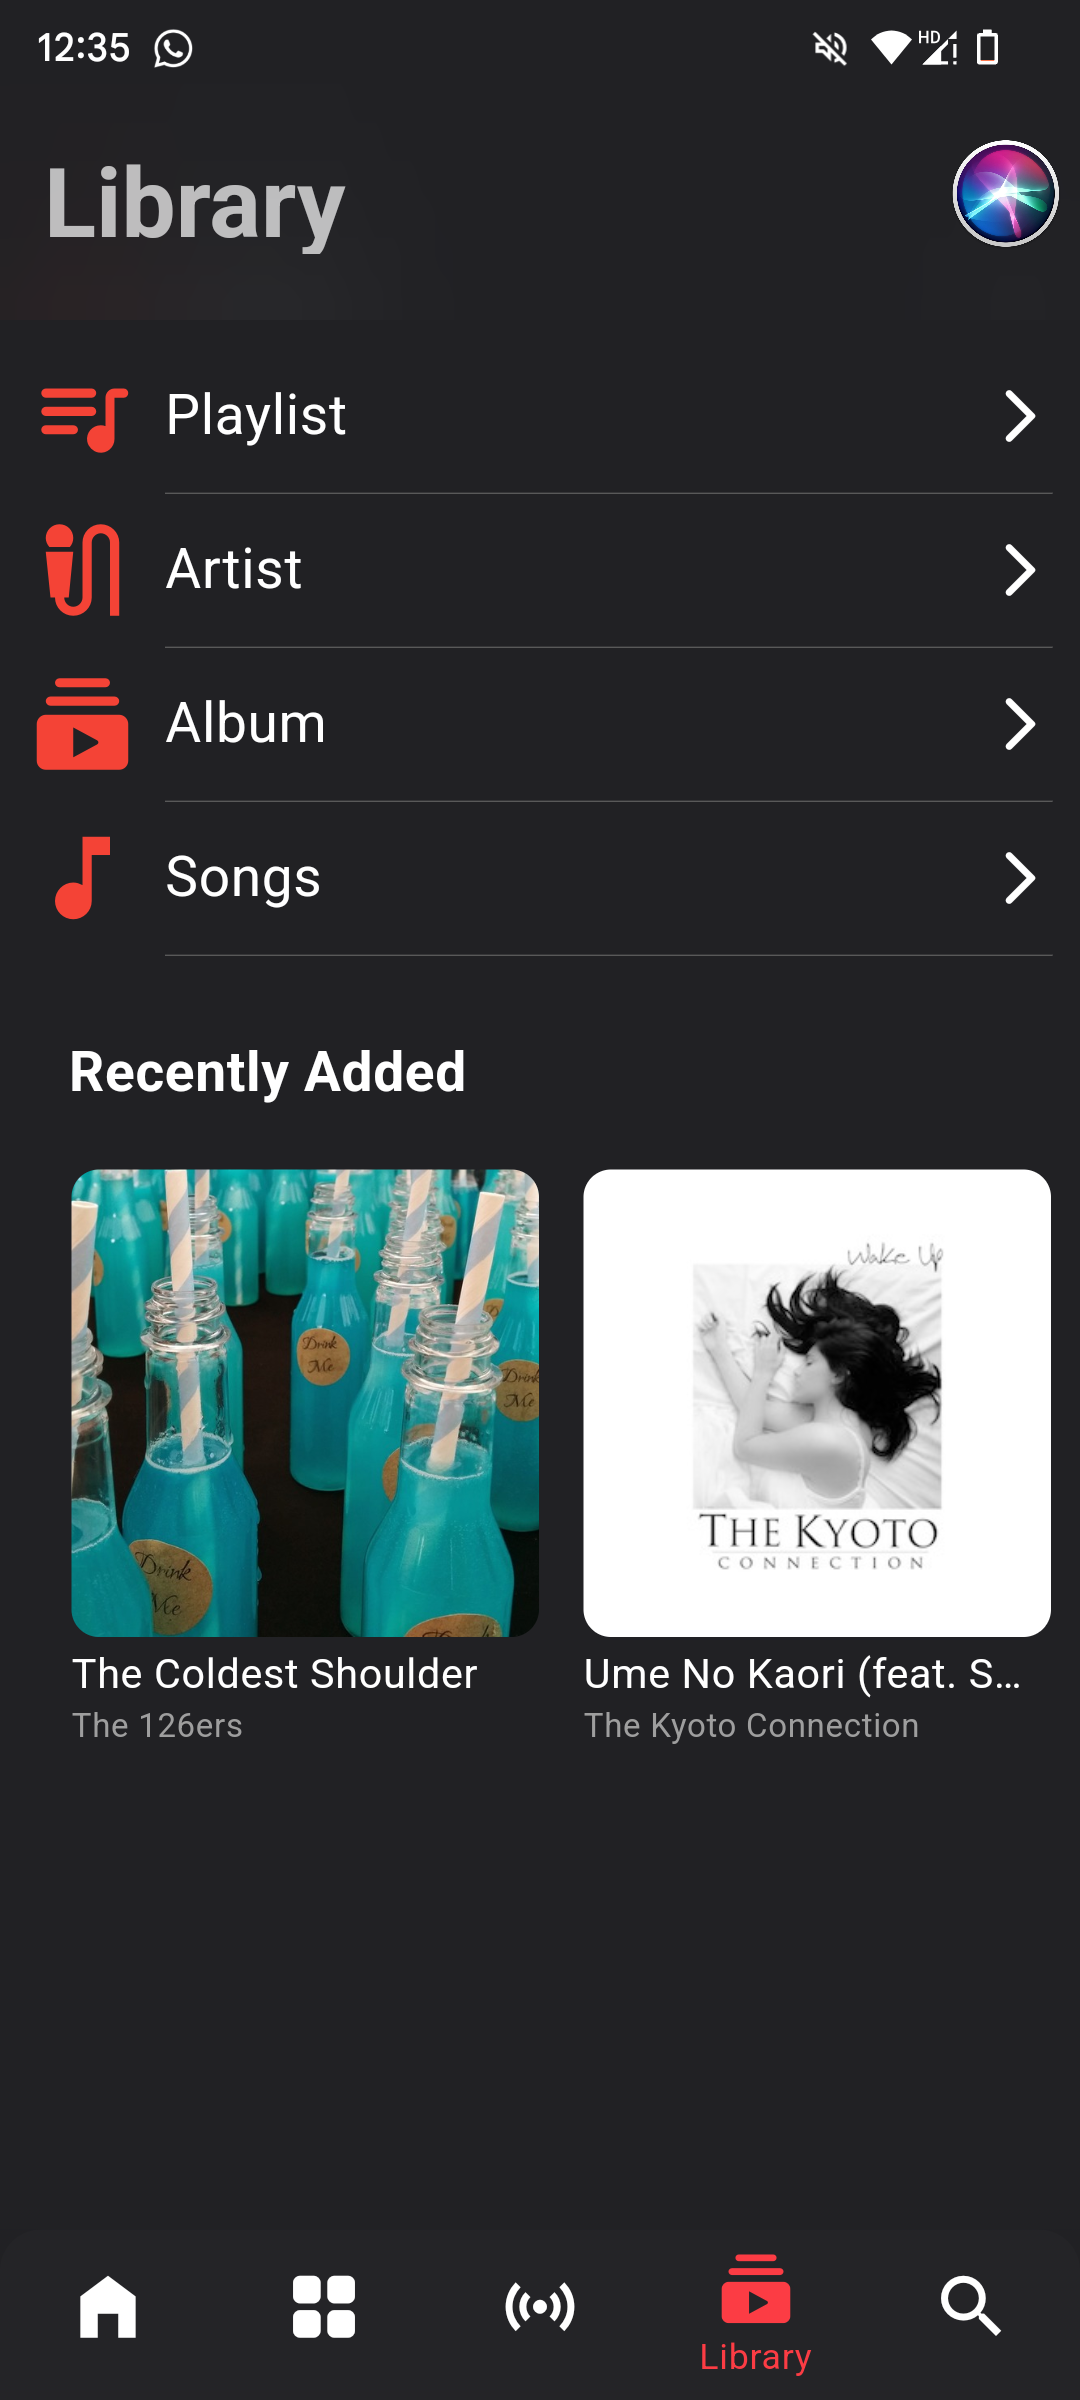 12:35
HD
Library
Playlist
Artist
Album
Songs
Recently Added
Drink
Me
Drink
Me
Drink
Me
Wake Up
THE KYOTO
CONNECTION
The Coldest Shoulder
The 126ers
Ume No Kaori (feat. S...
The Kyoto Connection
Library